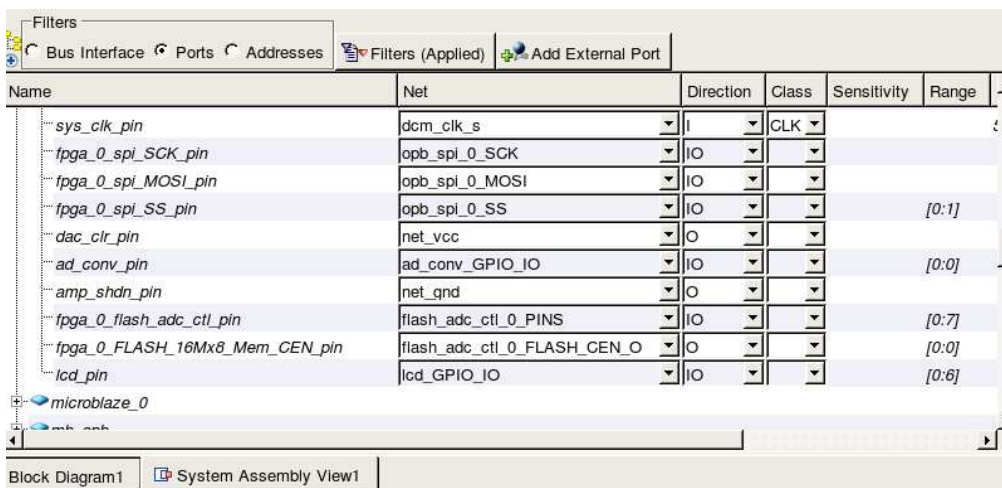 Filters
Bus Interface Ports Addresses Filters (Applied) Add External Port
Name Net Direction Class Sensitivity Range
sys_clk_pin dcm_clk_s I CLK
fpga_0_spi_SCK_pin opb_spi_0_SCK IO
fpga_0_spi_MOSI_pin opb_spi_0_MOSI IO
fpga_0_spi_SS_pin opb_spi_0_SS IO [0:1]
dac_clr_pin net_vcc O
ad_conv_pin ad_conv_GPIO_IO IO [0:0]
amp_shdn_pin net_gnd O
fpga_0_flash_adc_ctl_pin flash_adc_ctl_0_PINS IO [0:7]
fpga_0_FLASH_16Mx8_Mem_CEN_pin flash_adc_ctl_0_FLASH_CEN_O O [0:0]
lcd_pin lcd_GPIO_IO IO [0:6]
microblaze_0
Block Diagram1 System Assembly View1